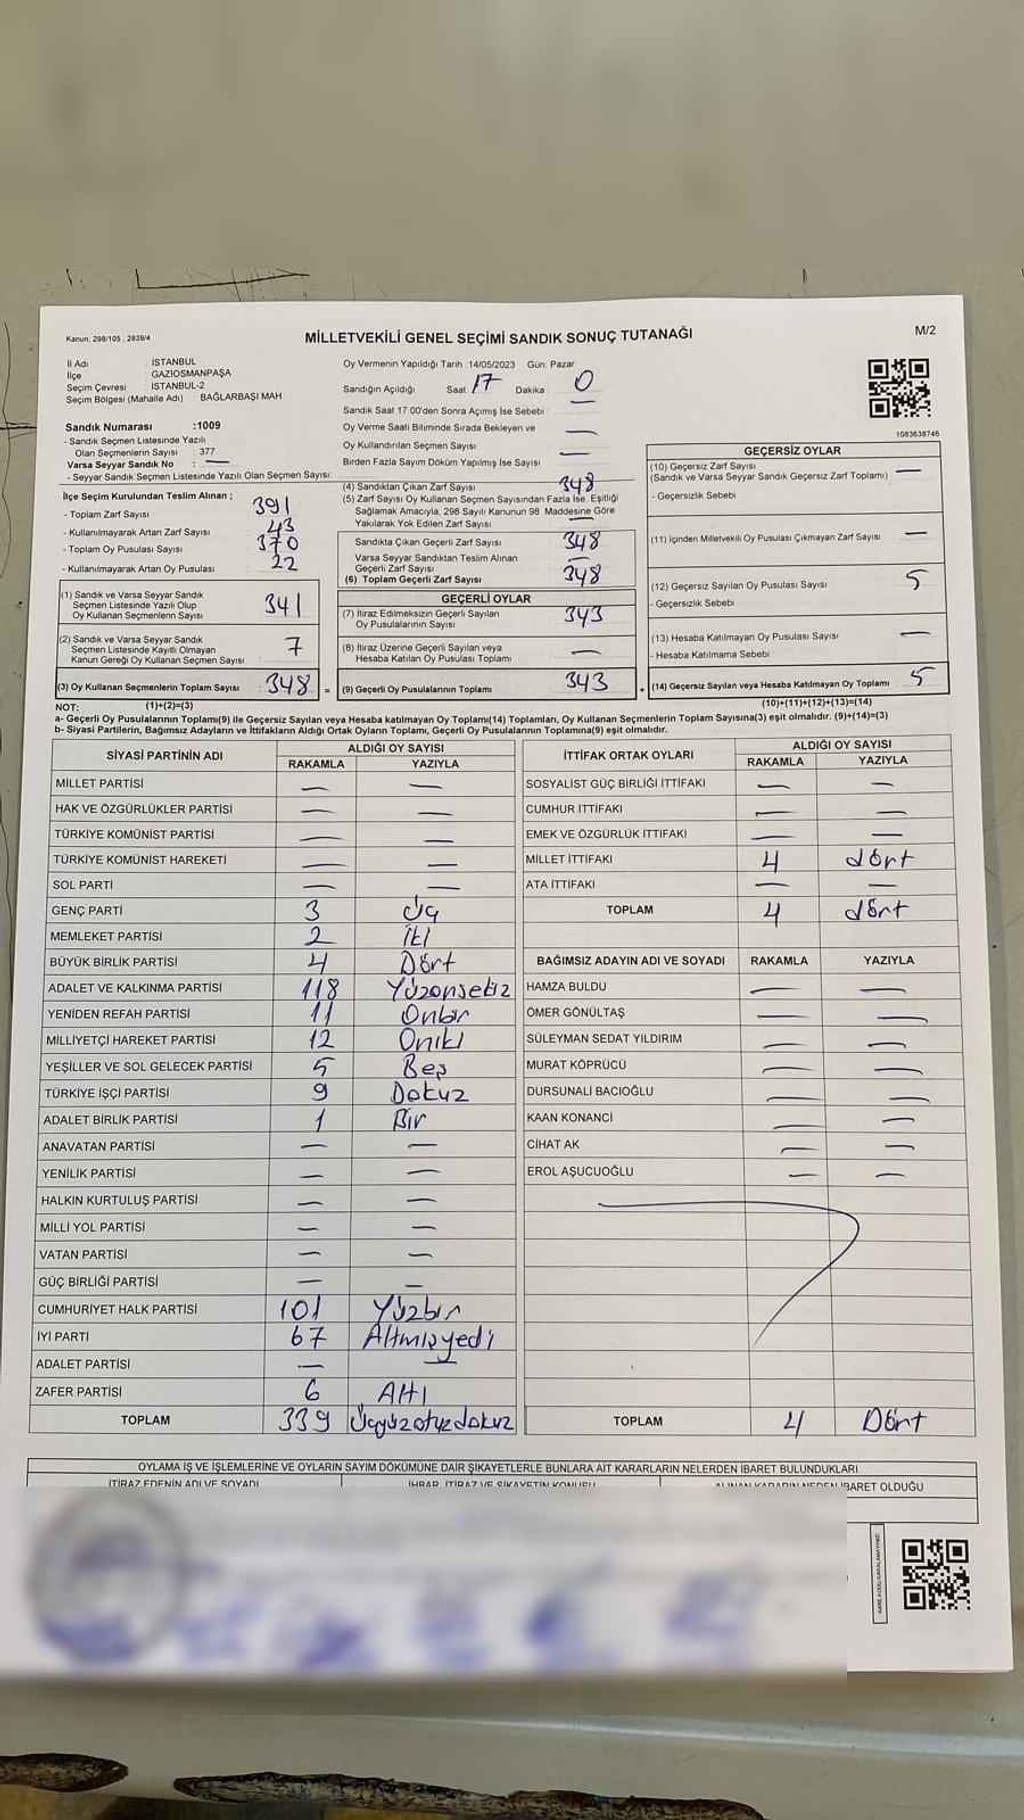 Kanun: 298/105, 2839/4
MİLLETVEKİLİ GENEL SEÇİMİ SANDIK SONUÇ TUTANAĞI
M/2
İl Adı : İSTANBUL
İlçe : GAZİOSMANPAŞA
Seçim Çevresi : İSTANBUL-2
Seçim Bölgesi (Mahalle Adı) BAĞLARBAŞI MAH
Sandık Numarası :1009
- Sandık Seçmen Listesinde Yazılı
Olan Seçmenlerin Sayısı : 377
Varsa Seyyar Sandık No : —
- Seyyar Sandık Seçmen Listesinde Yazılı Olan Seçmen Sayısı:
İlçe Seçim Kurulundan Teslim Alınan ;
- Toplam Zarf Sayısı 391
- Kullanılmayarak Artan Zarf Sayısı 43
- Toplam Oy Pusulası Sayısı 370
- Kullanılmayarak Artan Oy Pusulası 22
(1) Sandık ve Varsa Seyyar Sandık
Seçmen Listesinde Yazılı Olup
Oy Kullanan Seçmenlerin Sayısı 341
(2) Sandık ve Varsa Seyyar Sandık
Seçmen Listesinde Kayıtlı Olmayan
Kanun Gereği Oy Kullanan Seçmen Sayısı 7
(3) Oy Kullanan Seçmenlerin Toplam Sayısı 348 =
Oy Vermenin Yapıldığı Tarih :14/05/2023 Gün: Pazar
Sandığın Açıldığı Saat 17 Dakika 0
Sandık Saat 17.00'den Sonra Açımış İse Sebebi —
Oy Verme Saati Bitiminde Sırada Bekleyen ve
Oy Kullandırılan Seçmen Sayısı —
Birden Fazla Sayım Döküm Yapılmış İse Sayısı —
(4) Sandıktan Çıkan Zarf Sayısı 348
(5) Zarf Sayısı Oy Kullanan Seçmen Sayısından Fazla İse, Eşitliği
Sağlamak Amacıyla, 298 Sayılı Kanunun 98. Maddesine Göre
Yakılarak Yok Edilen Zarf Sayısı —
Sandıkta Çıkan Geçerli Zarf Sayısı 348
Varsa Seyyar Sandıktan Teslim Alınan
Geçerli Zarf Sayısı —
(6) Toplam Geçerli Zarf Sayısı 348
GEÇERLİ OYLAR
(7) İtiraz Edilmeksizin Geçerli Sayılan
Oy Pusulalarının Sayısı 343
(8) İtiraz Üzerine Geçerli Sayılan veya
Hesaba Katılan Oy Pusulası Toplamı —
(9) Geçerli Oy Pusulalarının Toplamı 343 +
1083638746
GEÇERSİZ OYLAR
(10) Geçersiz Zarf Sayısı —
(Sandık ve Varsa Seyyar Sandık Geçersiz Zarf Toplamı)
- Geçersizlik Sebebi
(11) İçinden Milletvekili Oy Pusulası Çıkmayan Zarf Sayısı —
(12) Geçersiz Sayılan Oy Pusulası Sayısı 5
- Geçersizlik Sebebi
(13) Hesaba Katılmayan Oy Pusulası Sayısı —
- Hesaba Katılmama Sebebi
(14) Geçersiz Sayılan veya Hesaba Katılmayan Oy Toplamı 5
NOT: (1)+(2)=(3) (10)+(11)+(12)+(13)=(14)
a- Geçerli Oy Pusulalarının Toplamı(9) ile Geçersiz Sayılan veya Hesaba katılmayan Oy Toplamı(14) Toplamları, Oy Kullanan Seçmenlerin Toplam Sayısına(3) eşit olmalıdır. (9)+(14)=(3)
b- Siyasi Partilerin, Bağımsız Adayların ve İttifakların Aldığı Ortak Oyların Toplamı, Geçerli Oy Pusulalarının Toplamına(9) eşit olmalıdır.
SİYASİ PARTİNİN ADI ALDIĞI OY SAYISI
RAKAMLA YAZIYLA
MİLLET PARTİSİ — —
HAK VE ÖZGÜRLÜKLER PARTİSİ — —
TÜRKİYE KOMÜNİST PARTİSİ — —
TÜRKİYE KOMÜNİST HAREKETİ — —
SOL PARTİ — —
GENÇ PARTİ 3 Üç
MEMLEKET PARTİSİ 2 İki
BÜYÜK BİRLİK PARTİSİ 4 Dört
ADALET VE KALKINMA PARTİSİ 118 Yüzonsekiz
YENİDEN REFAH PARTİSİ 11 Onbir
MİLLİYETÇİ HAREKET PARTİSİ 12 Oniki
YEŞİLLER VE SOL GELECEK PARTİSİ 5 Beş
TÜRKİYE İŞÇİ PARTİSİ 9 Dokuz
ADALET BİRLİK PARTİSİ 1 Bir
ANAVATAN PARTİSİ — —
YENİLİK PARTİSİ — —
HALKIN KURTULUŞ PARTİSİ — —
MİLLİ YOL PARTİSİ — —
VATAN PARTİSİ — —
GÜÇ BİRLİĞİ PARTİSİ — —
CUMHURİYET HALK PARTİSİ 101 Yüzbir
İYİ PARTİ 67 Altmışyedi
ADALET PARTİSİ — —
ZAFER PARTİSİ 6 Altı
TOPLAM 339 Üçyüzotuzdokuz
İTTİFAK ORTAK OYLARI ALDIĞI OY SAYISI
RAKAMLA YAZIYLA
SOSYALİST GÜÇ BİRLİĞİ İTTİFAKI — —
CUMHUR İTTİFAKI — —
EMEK VE ÖZGÜRLÜK İTTİFAKI — —
MİLLET İTTİFAKI 4 dört
ATA İTTİFAKI — —
TOPLAM 4 dört
BAĞIMSIZ ADAYIN ADI VE SOYADI RAKAMLA YAZIYLA
HAMZA BULDU — —
ÖMER GÖNÜLTAŞ — —
SÜLEYMAN SEDAT YILDIRIM — —
MURAT KÖPRÜCÜ — —
DURSUNALİ BACIOĞLU — —
KAAN KONANCİ — —
CİHAT AK — —
EROL AŞUCUOĞLU — —
TOPLAM 4 Dört
OYLAMA İŞ VE İŞLEMLERİNE VE OYLARIN SAYIM DÖKÜMÜNE DAİR ŞİKAYETLERLE BUNLARA AİT KARARLARIN NELERDEN İBARET BULUNDUKLARI
İTİRAZ EDENİN ADI VE SOYADI İHBAR, İTİRAZ VE ŞİKAYETİN KONUSU ALINAN KARARIN NEDEN İBARET OLDUĞU